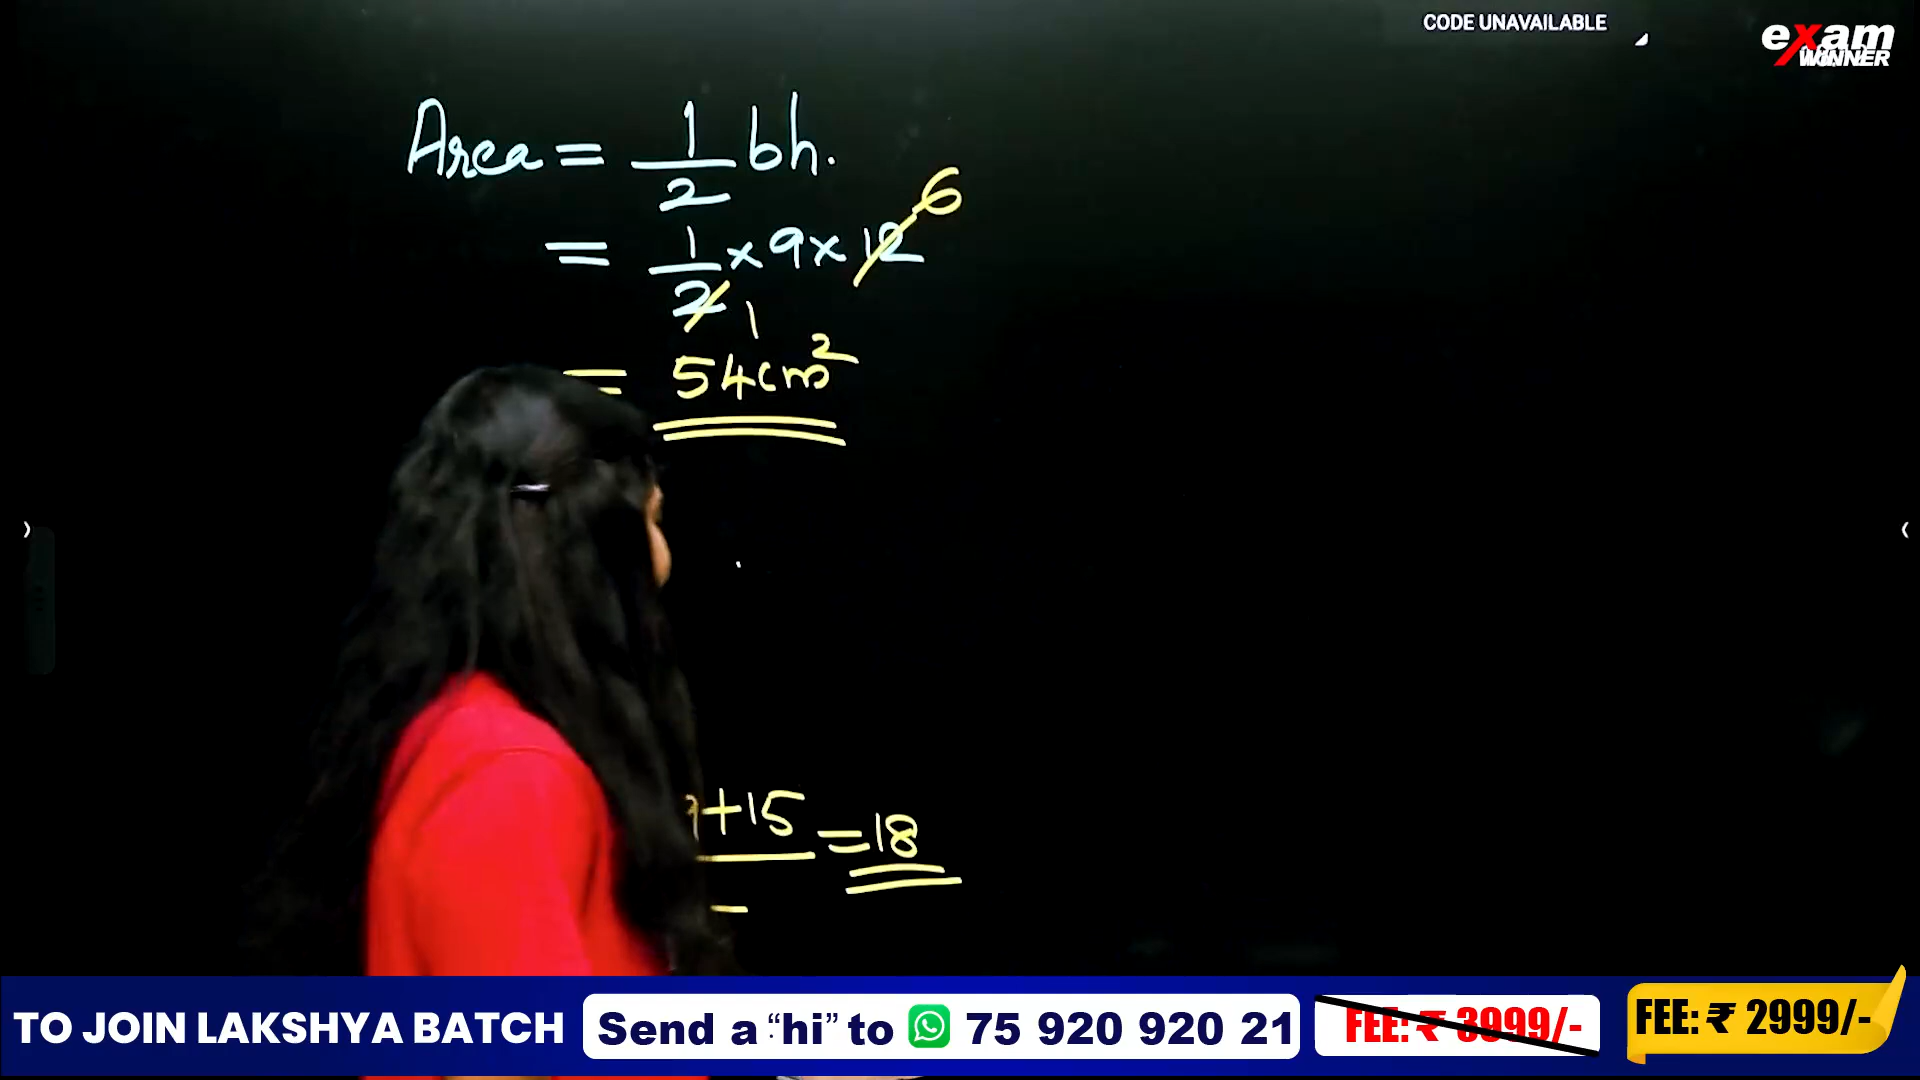 CODE UNAVAILABLE
exam
WINNER
Area = 1/2 bh.
= 1/2 × 9 × 12 6
1
= 54cm²
+15 = 18
TO JOIN LAKSHYA BATCH Send a “hi” to 75 920 920 21 FEE: ₹ 3999/- FEE: ₹ 2999/-